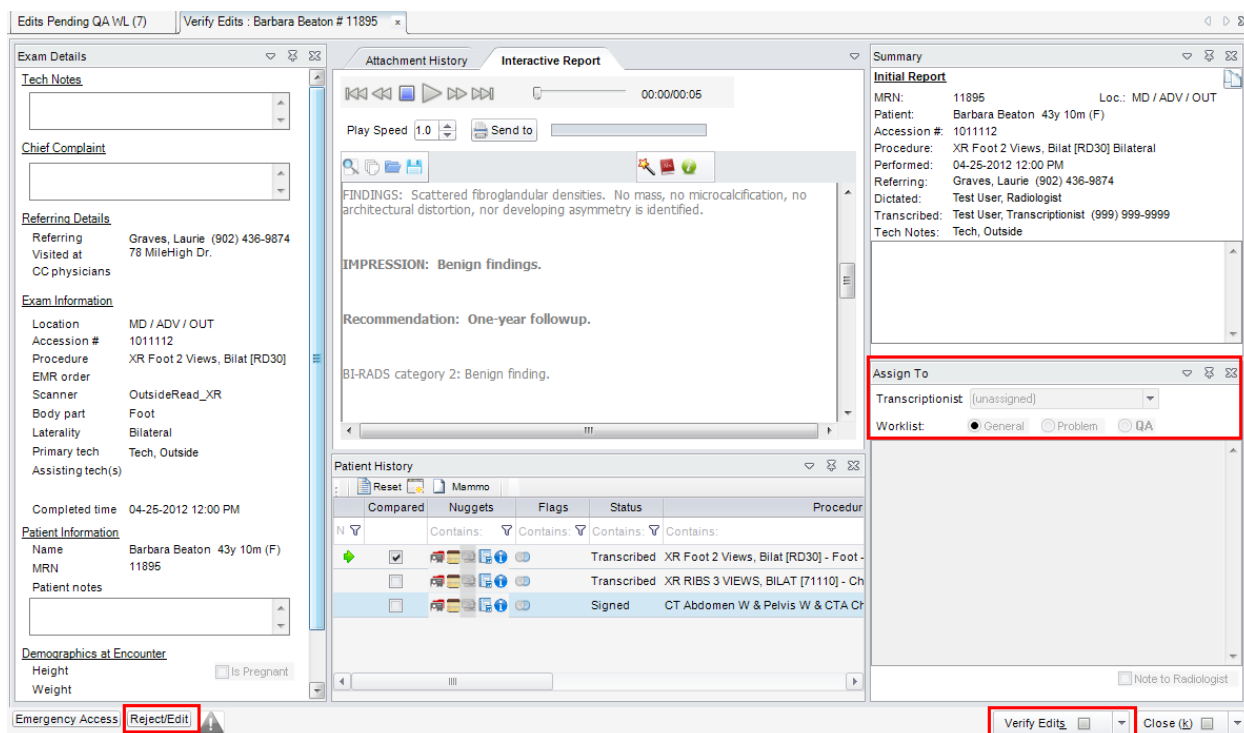 Edits Pending QA WL (7)
Verify Edits : Barbara Beaton # 11895 x
Exam Details
Tech Notes
Chief Complaint
Referring Details
Referring Graves, Laurie (902) 436-9874
Visited at 78 MileHigh Dr.
CC physicians
Exam Information
Location MD / ADV / OUT
Accession # 1011112
Procedure XR Foot 2 Views, Bilat [RD30]
EMR order
Scanner OutsideRead_XR
Body part Foot
Laterality Bilateral
Primary tech Tech, Outside
Assisting tech(s)
Completed time 04-25-2012 12:00 PM
Patient Information
Name Barbara Beaton 43y 10m (F)
MRN 11895
Patient notes
Demographics at Encounter
Height Is Pregnant
Weight
Attachment History Interactive Report
00:00/00:05
Play Speed 1.0 Send to
FINDINGS: Scattered fibroglandular densities. No mass, no microcalcification, no
architectural distortion, nor developing asymmetry is identified.
IMPRESSION: Benign findings.
Recommendation: One-year followup.
BI-RADS category 2: Benign finding.
Patient History
Reset Mammo
Compared Nuggets Flags Status Procedur
N Contains: Contains: Contains: Contains:
Transcribed XR Foot 2 Views, Bilat [RD30] - Foot -
Transcribed XR RIBS 3 VIEWS, BILAT [71110] - Ch
Signed CT Abdomen W & Pelvis W & CTA Ch
Summary
Initial Report
MRN: 11895 Loc.: MD / ADV / OUT
Patient: Barbara Beaton 43y 10m (F)
Accession #: 1011112
Procedure: XR Foot 2 Views, Bilat [RD30] Bilateral
Performed: 04-25-2012 12:00 PM
Referring: Graves, Laurie (902) 436-9874
Dictated: Test User, Radiologist
Transcribed: Test User, Transcriptionist (999) 999-9999
Tech Notes: Tech, Outside
Assign To
Transcriptionist (unassigned)
Worklist: General Problem QA
Note to Radiologist
Emergency Access Reject/Edit
Verify Edits Close (k)